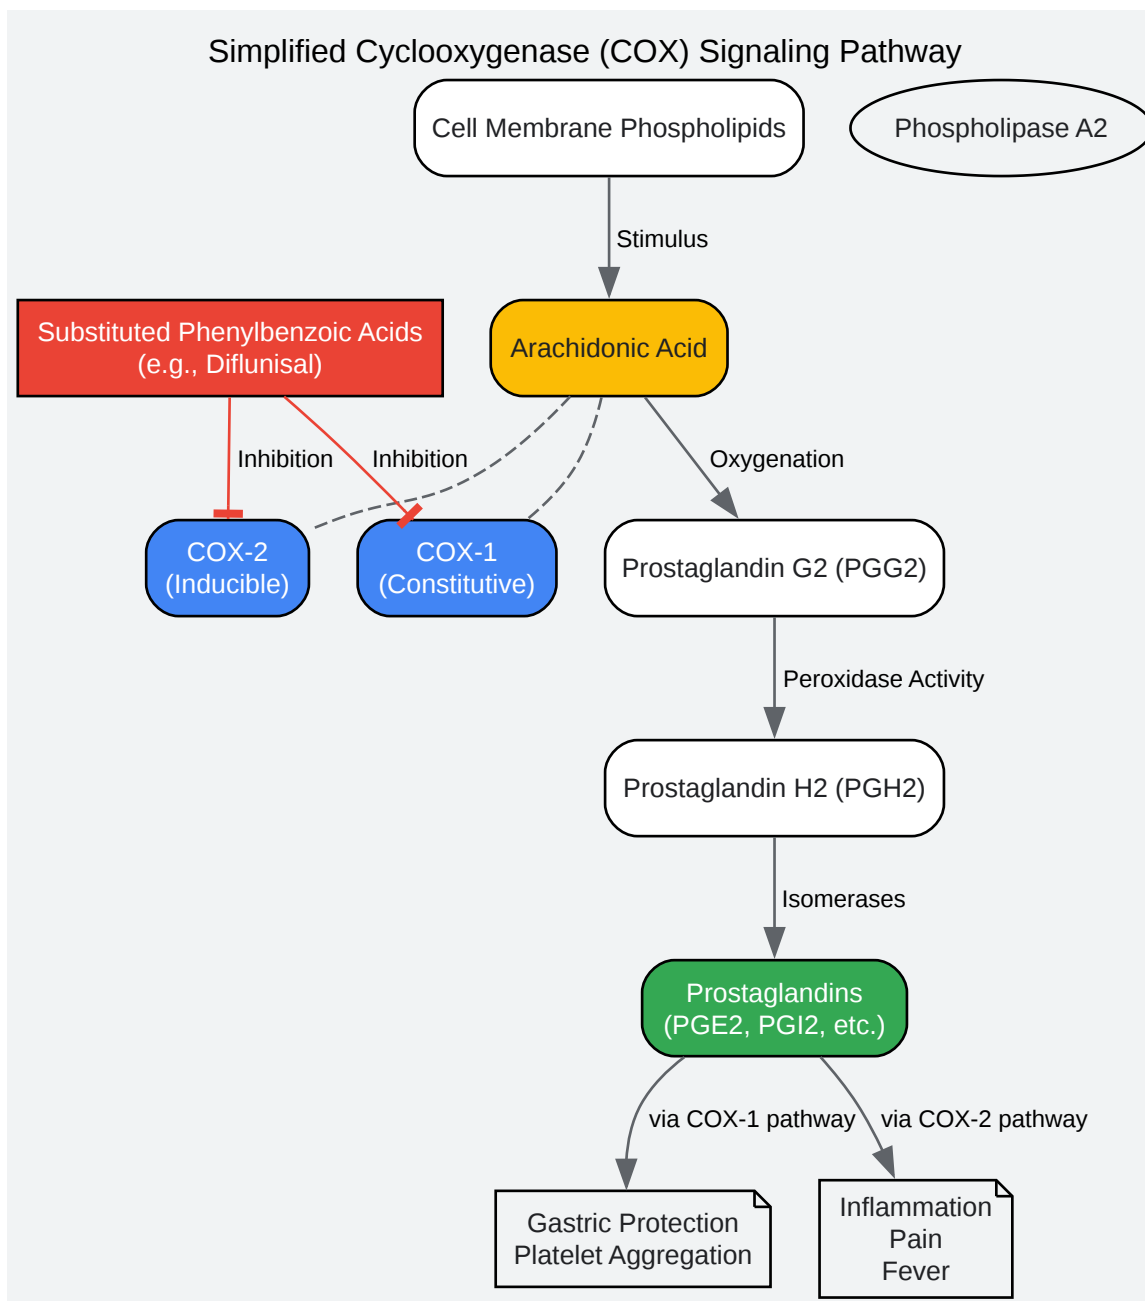 Simplified Cyclooxygenase (COX) Signaling Pathway
Cell Membrane Phospholipids
Phospholipase A2
Stimulus
Substituted Phenylbenzoic Acids
(e.g., Diflunisal)
Arachidonic Acid
Inhibition
Inhibition
Oxygenation
COX-2
(Inducible)
COX-1
(Constitutive)
Prostaglandin G2 (PGG2)
Peroxidase Activity
Prostaglandin H2 (PGH2)
Isomerases
Prostaglandins
(PGE2, PGI2, etc.)
via COX-1 pathway
via COX-2 pathway
Gastric Protection
Platelet Aggregation
Inflammation
Pain
Fever